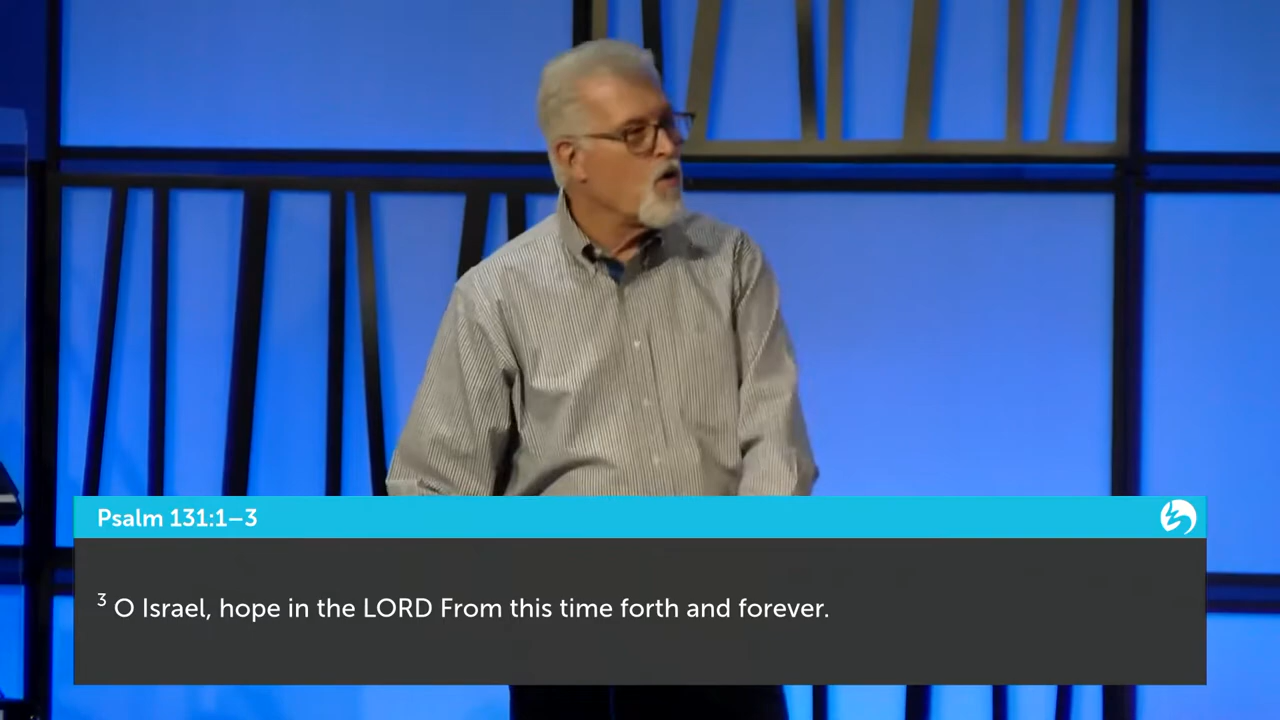 Psalm 131:1–3
3 O Israel, hope in the LORD From this time forth and forever.